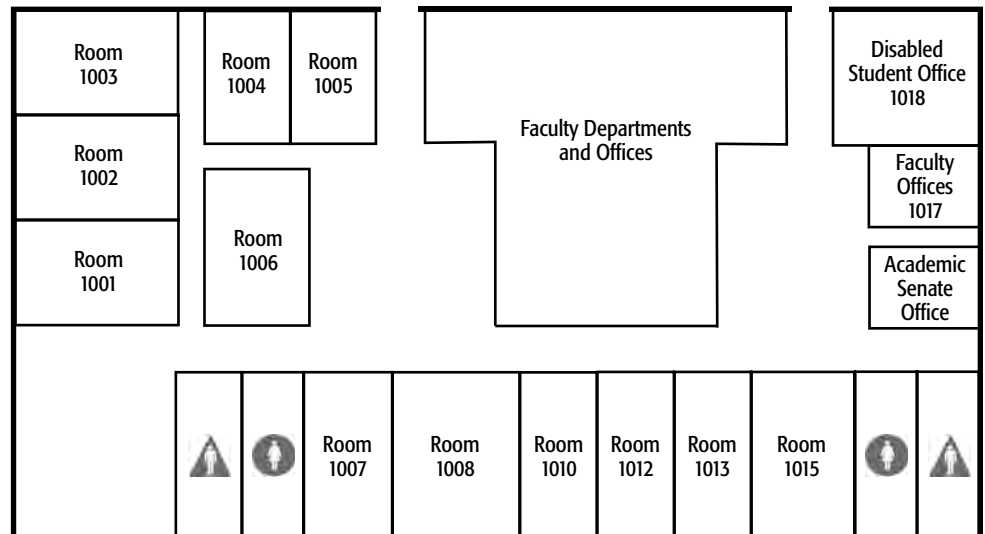 Room
1003
Room
1004
Room
1005
Faculty Departments
and Offices
Disabled
Student Office
1018
Room
1002
Faculty
Offices
1017
Room
1001
Room
1006
Academic
Senate
Office
Room
1007
Room
1008
Room
1010
Room
1012
Room
1013
Room
1015